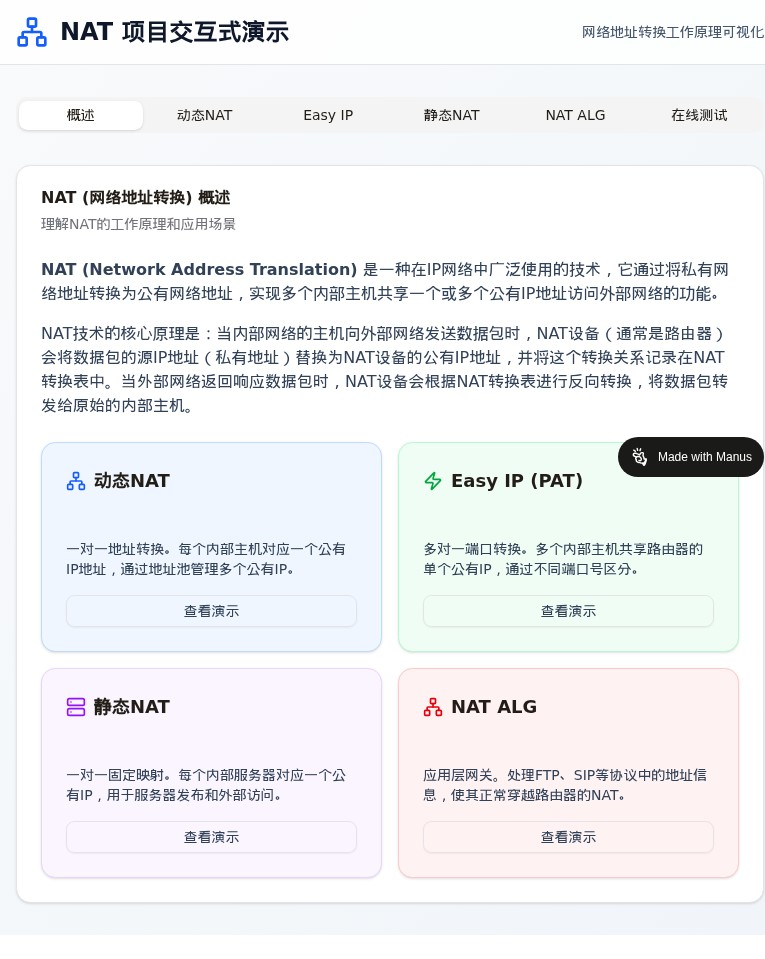 NAT 项目交互式演示
网络地址转换工作原理可视化
概述
动态NAT
Easy IP
静态NAT
NAT ALG
在线测试
NAT (网络地址转换) 概述
理解NAT的工作原理和应用场景
NAT (Network Address Translation) 是一种在IP网络中广泛使用的技术，它通过将私有网
络地址转换为公有网络地址，实现多个内部主机共享一个或多个公有IP地址访问外部网络的功能。
NAT技术的核心原理是：当内部网络的主机向外部网络发送数据包时，NAT设备（通常是路由器）
会将数据包的源IP地址（私有地址）替换为NAT设备的公有IP地址，并将这个转换关系记录在NAT
转换表中。当外部网络返回响应数据包时，NAT设备会根据NAT转换表进行反向转换，将数据包转
发给原始的内部主机。
Made with Manus
动态NAT
一对一地址转换。每个内部主机对应一个公有
IP地址，通过地址池管理多个公有IP。
查看演示
Easy IP (PAT)
多对一端口转换。多个内部主机共享路由器的
单个公有IP，通过不同端口号区分。
查看演示
静态NAT
一对一固定映射。每个内部服务器对应一个公
有IP，用于服务器发布和外部访问。
查看演示
NAT ALG
应用层网关。处理FTP、SIP等协议中的地址信
息，使其正常穿越路由器的NAT。
查看演示